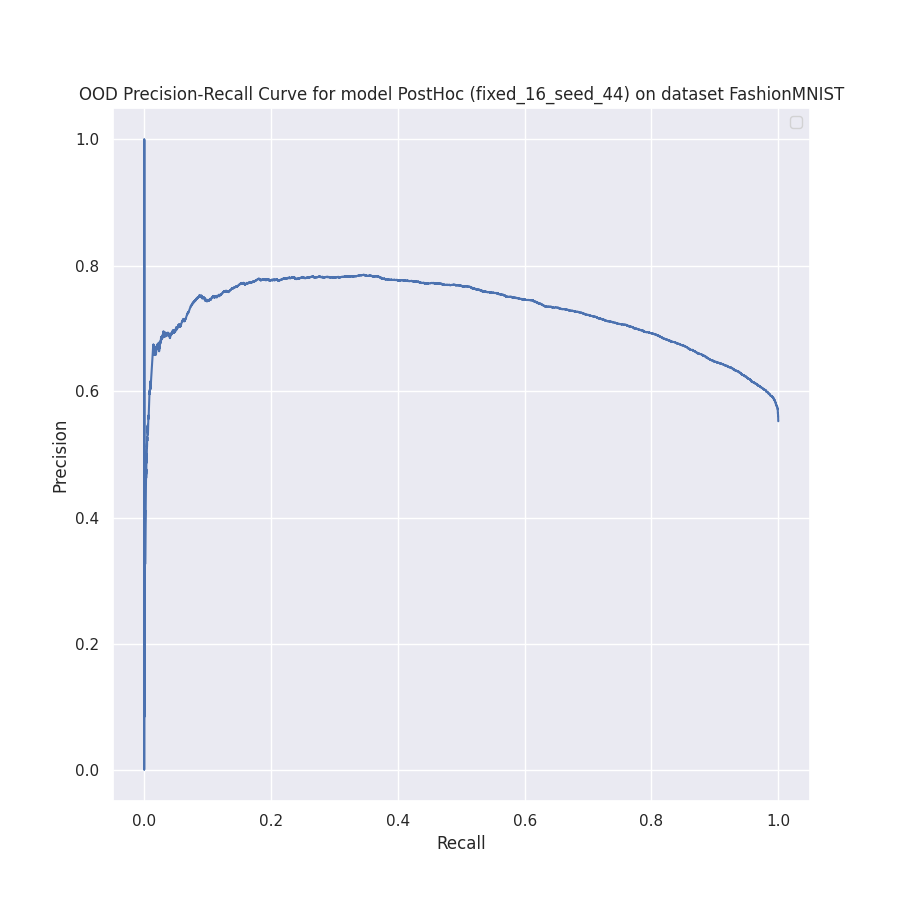 OOD Precision-Recall Curve for model PostHoc (fixed_16_seed_44) on dataset FashionMNIST
1.0
0.8
0.6
0.4
0.2
0.0
Precision
0.0 0.2 0.4 0.6 0.8 1.0
Recall